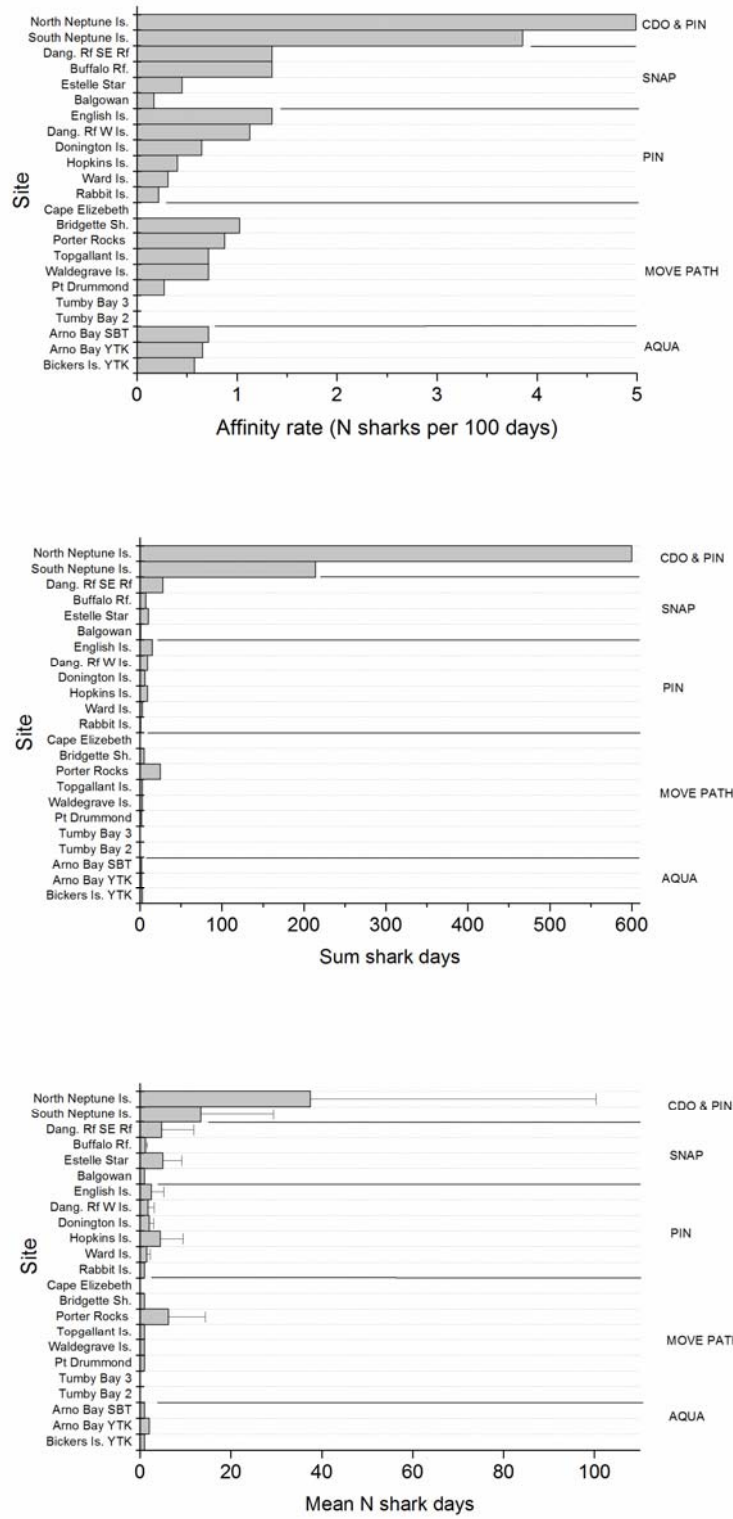 North Neptune Is.
CDO & PIN
South Neptune Is.
Dang. Rf SE Rf
Buffalo Rf.
SNAP
Estelle Star
Balgowan
English Is.
Dang. Rf W Is.
Donington Is.
PIN
Hopkins Is.
Ward Is.
Rabbit Is.
Cape Elizebeth
Bridgette Sh.
Porter Rocks
Topgallant Is.
Waldegrave Is.
MOVE PATH
Pt Drummond
Tumby Bay 3
Tumby Bay 2
Arno Bay SBT
Arno Bay YTK
AQUA
Bickers Is. YTK
Site
0 1 2 3 4 5
Affinity rate (N sharks per 100 days)
North Neptune Is.
CDO & PIN
South Neptune Is.
Dang. Rf SE Rf
Buffalo Rf.
SNAP
Estelle Star
Balgowan
English Is.
Dang. Rf W Is.
Donington Is.
PIN
Hopkins Is.
Ward Is.
Rabbit Is.
Cape Elizebeth
Bridgette Sh.
Porter Rocks
Topgallant Is.
MOVE PATH
Waldegrave Is.
Pt Drummond
Tumby Bay 3
Tumby Bay 2
Arno Bay SBT
Arno Bay YTK
AQUA
Bickers Is. YTK
Site
0 100 200 300 400 500 600
Sum shark days
North Neptune Is.
CDO & PIN
South Neptune Is.
Dang. Rf SE Rf
Buffalo Rf.
SNAP
Estelle Star
Balgowan
English Is.
Dang. Rf W Is.
Donington Is.
PIN
Hopkins Is.
Ward Is.
Rabbit Is.
Cape Elizebeth
Bridgette Sh.
Porter Rocks
Topgallant Is.
MOVE PATH
Waldegrave Is.
Pt Drummond
Tumby Bay 3
Tumby Bay 2
Arno Bay SBT
Arno Bay YTK
AQUA
Bickers Is. YTK
Site
0 20 40 60 80 100
Mean N shark days